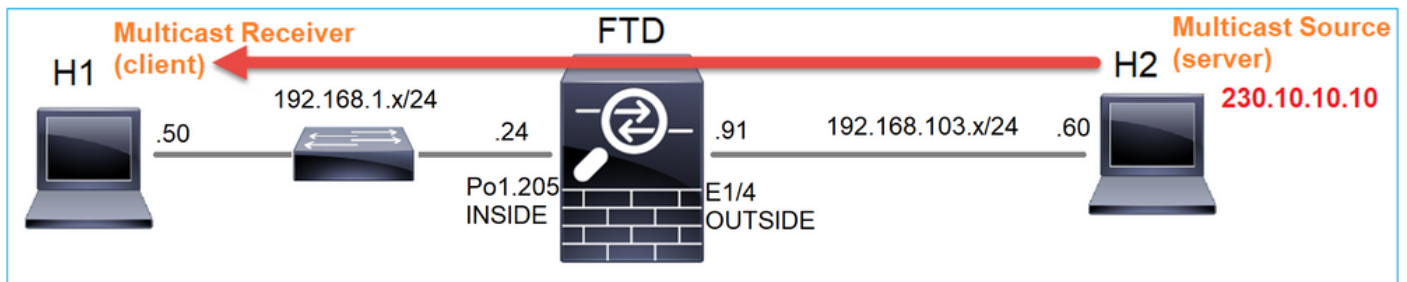 Multicast Receiver
(client)
H1
192.168.1.x/24
.50
.24
Po1.205
INSIDE
FTD
.91
E1/4
OUTSIDE
192.168.103.x/24
.60
H2
Multicast Source
(server)
230.10.10.10